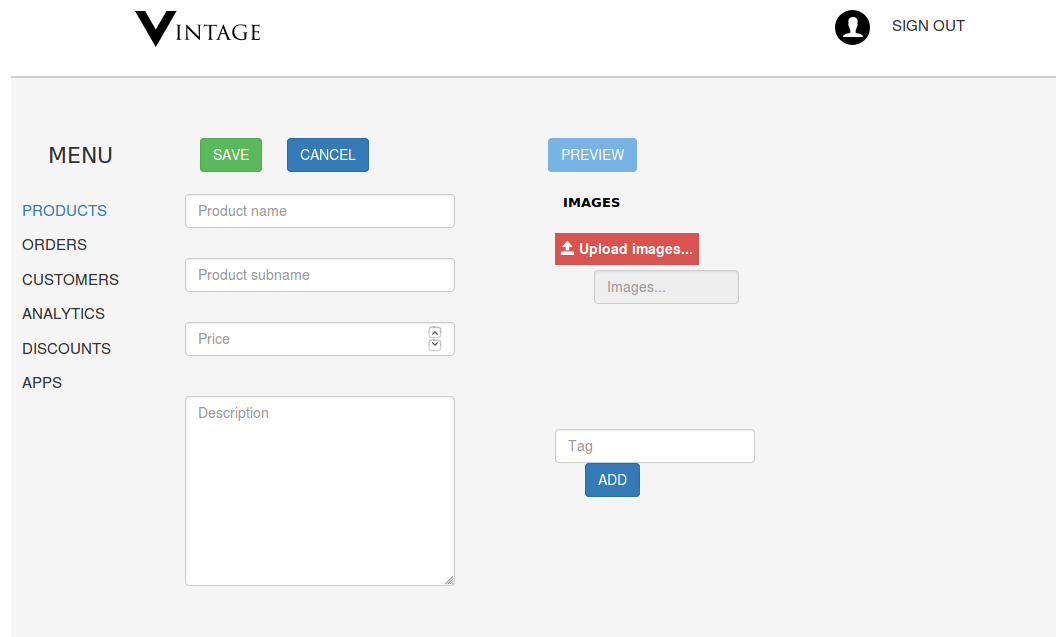 VINTAGE
SIGN OUT
MENU
SAVE
CANCEL
PREVIEW
PRODUCTS
ORDERS
CUSTOMERS
ANALYTICS
DISCOUNTS
APPS
Product name
Product subname
Price
Description
IMAGES
Upload images...
Images...
Tag
ADD